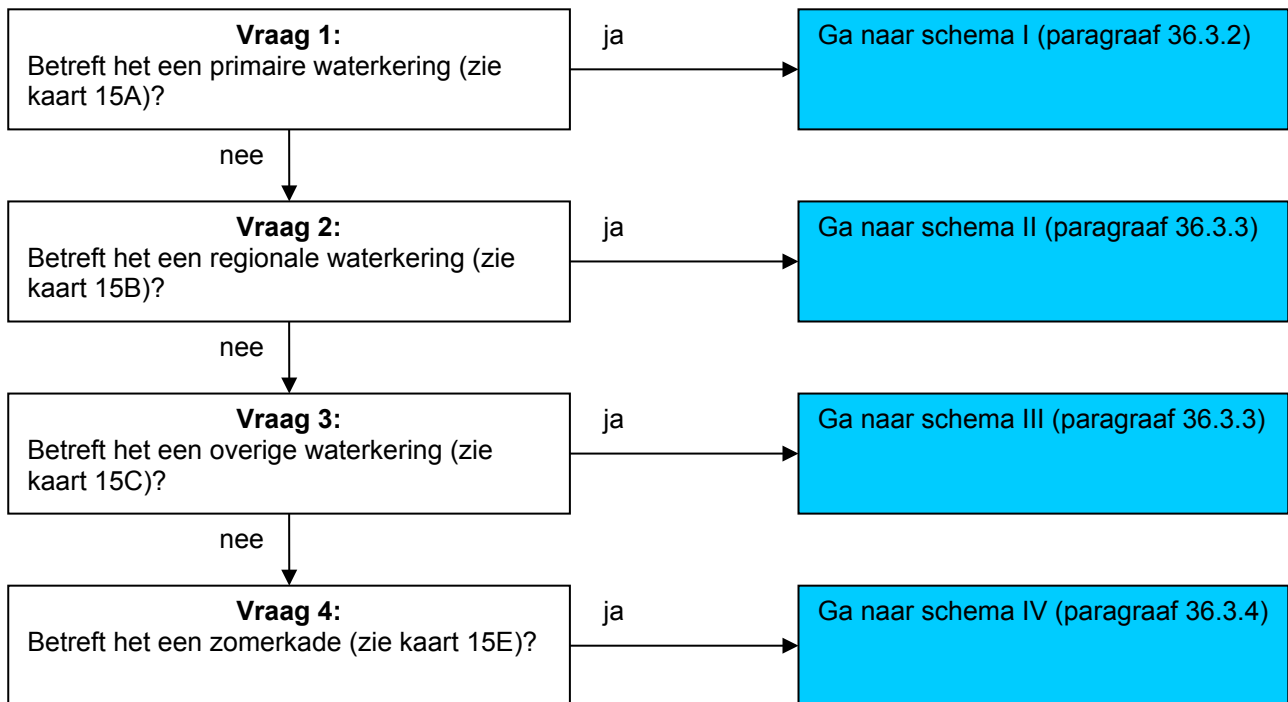 Vraag 1:
Betreft het een primaire waterkering (zie
kaart 15A)?
ja
Ga naar schema I (paragraaf 36.3.2)
nee
Vraag 2:
Betreft het een regionale waterkering (zie
kaart 15B)?
ja
Ga naar schema II (paragraaf 36.3.3)
nee
Vraag 3:
Betreft het een overige waterkering (zie
kaart 15C)?
ja
Ga naar schema III (paragraaf 36.3.3)
nee
Vraag 4:
Betreft het een zomerkade (zie kaart 15E)?
ja
Ga naar schema IV (paragraaf 36.3.4)